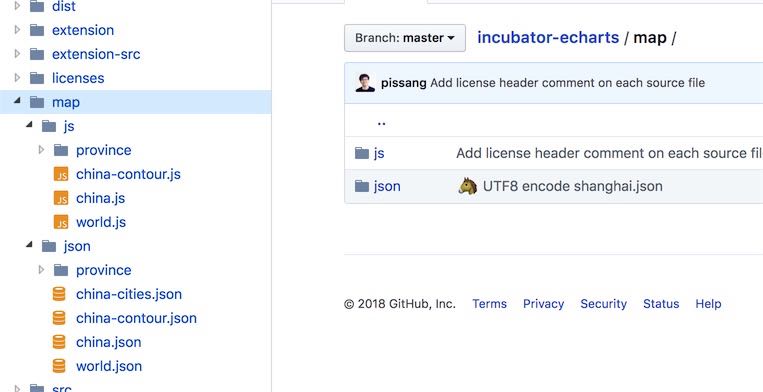 dist
extension
extension-src
licenses
map
js
province
JS china-contour.js
JS china.js
JS world.js
json
province
china-cities.json
china-contour.json
china.json
world.json
src
Branch: master
incubator-echarts / map /
pissang Add license header comment on each source file
..
js Add license header comment on each source fil
json UTF8 encode shanghai.json
© 2018 GitHub, Inc. Terms Privacy Security Status Help